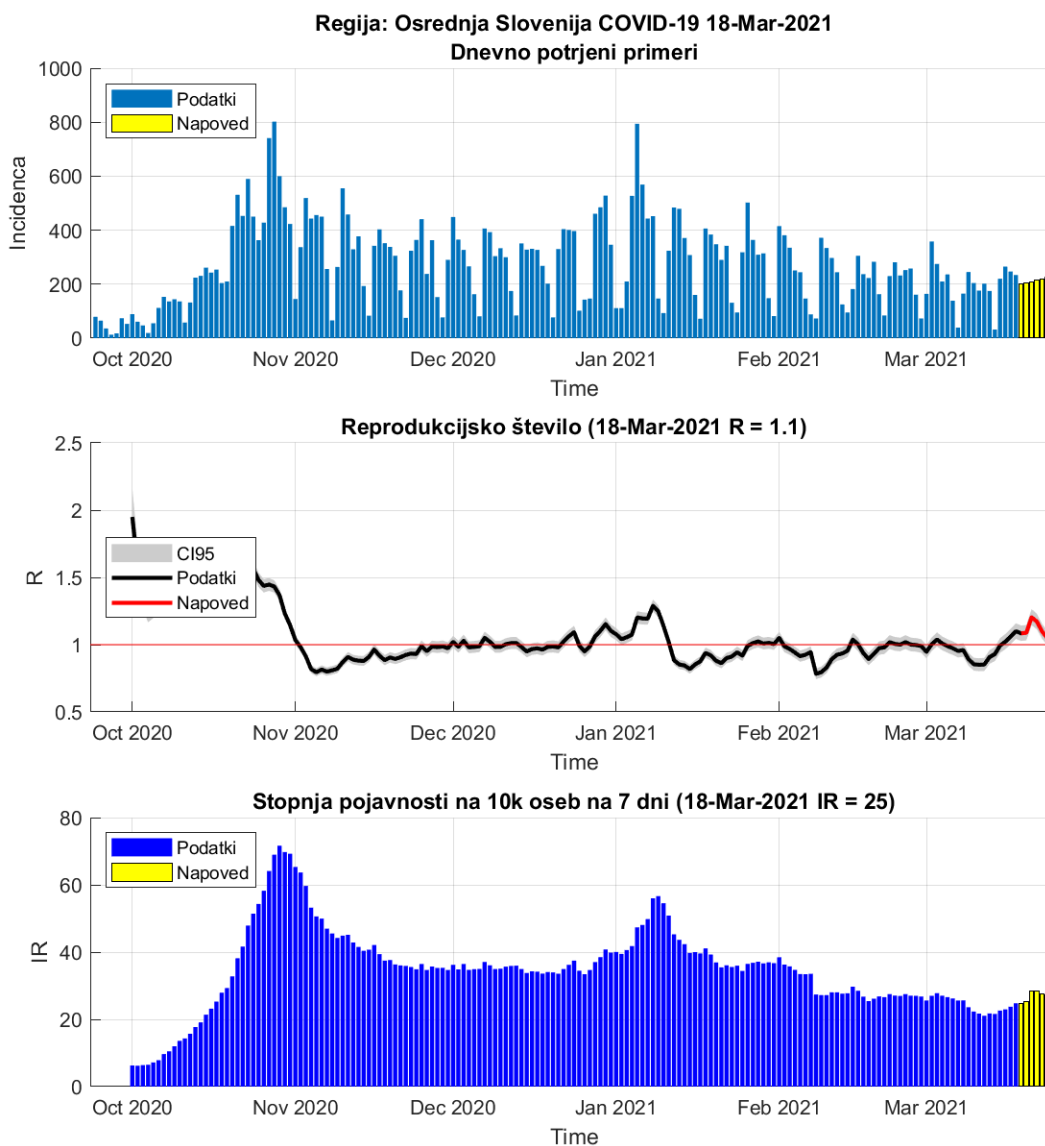 Regija: Osrednja Slovenija COVID-19 18-Mar-2021
Dnevno potrjeni primeri
1000
800
600
400
200
0
Incidenca
Podatki
Napoved
Oct 2020 Nov 2020 Dec 2020 Jan 2021 Feb 2021 Mar 2021
Time
Reprodukcijsko število (18-Mar-2021 R = 1.1)
2.5
2
1.5
1
0.5
R
CI95
Podatki
Napoved
Oct 2020 Nov 2020 Dec 2020 Jan 2021 Feb 2021 Mar 2021
Time
Stopnja pojavnosti na 10k oseb na 7 dni (18-Mar-2021 IR = 25)
80
60
40
20
0
IR
Podatki
Napoved
Oct 2020 Nov 2020 Dec 2020 Jan 2021 Feb 2021 Mar 2021
Time